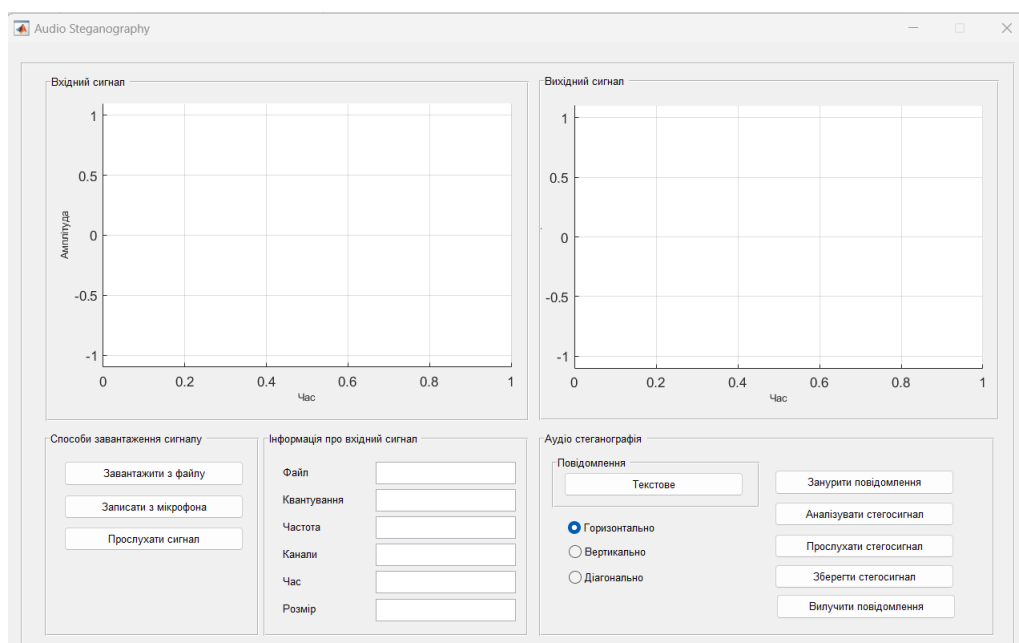 Audio Steganography
Вхідний сигнал
1
0.5
0
-0.5
-1
Амплітуда
0
0.2
0.4
0.6
0.8
1
Час
Вихідний сигнал
1
0.5
0
-0.5
-1
0
0.2
0.4
0.6
0.8
1
Час
Способи завантаження сигналу
Завантажити з файлу
Записати з мікрофона
Прослухати сигнал
Інформація про вхідний сигнал
Файл
Квантування
Частота
Канали
Час
Розмір
Аудіо стеганографія
Повідомлення
Текстове
Горизонтально
Вертикально
Діагонально
Занурити повідомлення
Аналізувати стегосигнал
Прослухати стегосигнал
Зберегти стегосигнал
Вилучити повідомлення